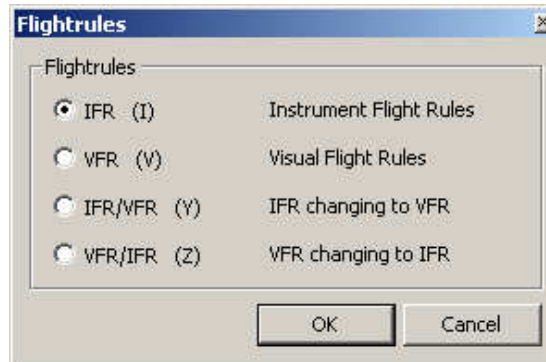 Flightrules
Flightrules
IFR (I) Instrument Flight Rules
VFR (V) Visual Flight Rules
IFR/VFR (Y) IFR changing to VFR
VFR/IFR (Z) VFR changing to IFR
OK Cancel